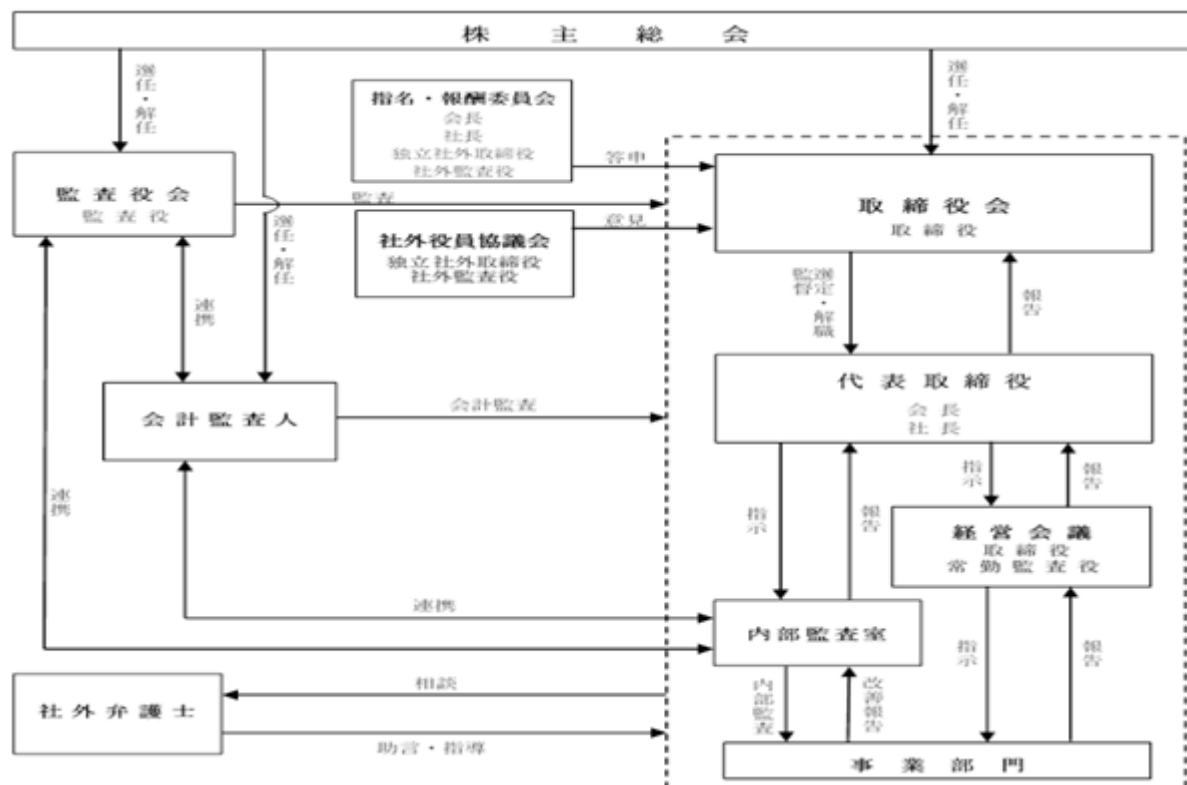 株主総会
選任・解任
選任・解任
選任・解任
指名・報酬委員会
会長
社長
独立社外取締役
社外監査役
答申
監査役会
監査役
監査
取締役会
取締役
社外役員協議会
独立社外取締役
社外監査役
意見
連携
選定・解職
監督
報告
代表取締役
会長
社長
会計監査人
会計監査
連携
指示
報告
指示
報告
経営会議
取締役
常勤監査役
連携
内部監査室
指示
報告
社外弁護士
相談
助言・指導
内部監査
改善報告
事業部門